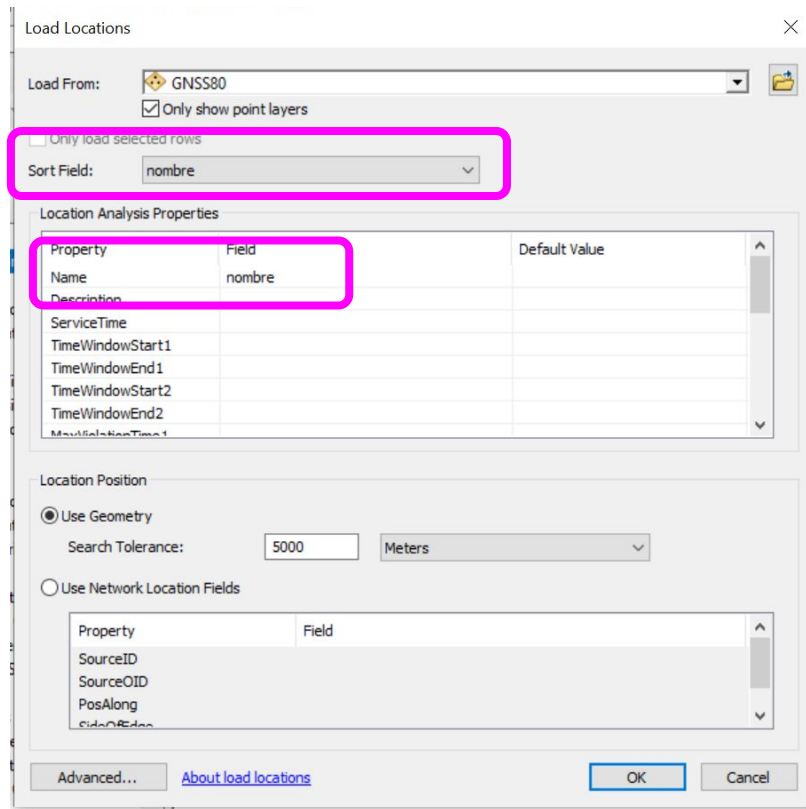 Load Locations
Load From: GNSS80
Only show point layers
Only load selected rows
Sort Field: nombre
Location Analysis Properties
Property Field Default Value
Name nombre
Description
ServiceTime
TimeWindowStart1
TimeWindowEnd1
TimeWindowStart2
TimeWindowEnd2
MaxViolationTime1
Location Position
Use Geometry
Search Tolerance: 5000 Meters
Use Network Location Fields
Property Field
SourceID
SourceOID
PosAlong
SideOfEdge
Advanced... About load locations OK Cancel